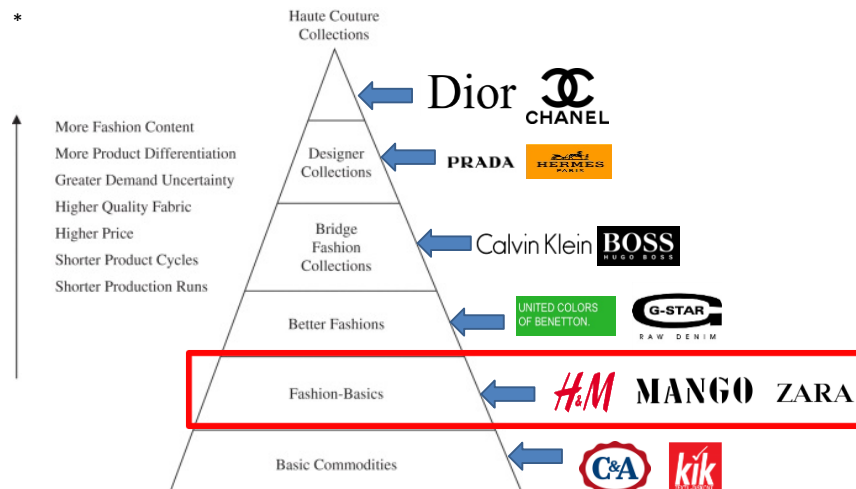 *
Haute Couture
Collections
Dior
CHANEL
More Fashion Content
More Product Differentiation
Greater Demand Uncertainty
Higher Quality Fabric
Higher Price
Shorter Product Cycles
Shorter Production Runs
Designer
Collections
PRADA
HERMES
PARIS
Bridge
Fashion
Collections
Calvin Klein
BOSS
HUGO BOSS
Better Fashions
UNITED COLORS
OF BENETTON.
G-STAR
RAW DENIM
Fashion-Basics
H&M
MANGO
ZARA
Basic Commodities
C&A
kik